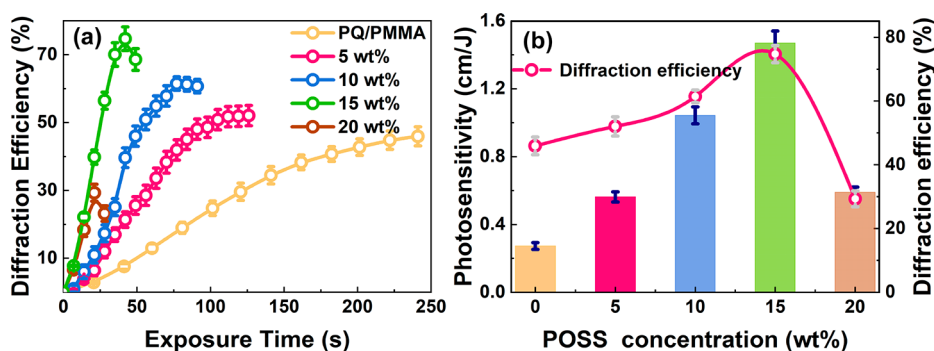 (a)
PQ/PMMA
5 wt%
10 wt%
15 wt%
20 wt%
Diffraction Efficiency (%)
70
50
30
10
0 50 100 150 200 250
Exposure Time (s)
(b)
Diffraction efficiency
Photosensitivity (cm/J)
1.6
1.2
0.8
0.4
0.0
0 5 10 15 20
POSS concentration (wt%)
80
60
40
20
0
Diffraction efficiency (%)